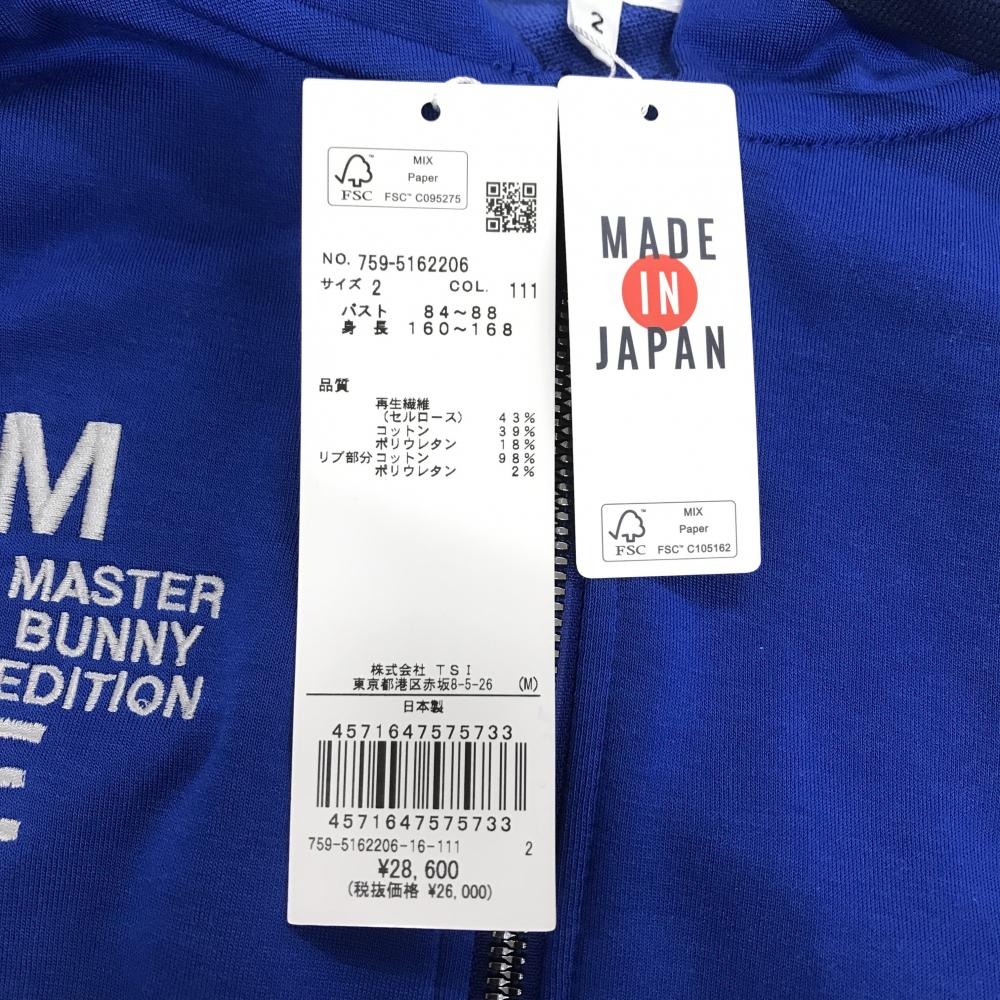 2
MIX
Paper
FSC™ C095275
FSC
NO. 759-5162206
サイズ 2 COL. 111
バスト 84～88
身長 160～168
品質
再生繊維
(セルロース) 43%
コットン 39%
ポリウレタン 18%
リブ部分コットン 98%
ポリウレタン 2%
株式会社 TSI
東京都港区赤坂8-5-26 (M)
日本製
4571647575733
4571647575733
759-5162206-16-111 2
¥28,600
(税抜価格 ¥26,000)
MADE
IN
JAPAN
MIX
Paper
FSC™ C105162
FSC
M
MASTER
BUNNY
EDITION